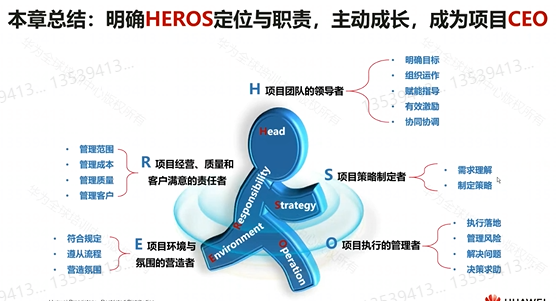 本章总结：明确HEROS定位与职责，主动成长，成为项目CEO
H 项目团队的领导者
明确目标
组织运作
赋能指导
有效激励
协同协调
R 项目经营、质量和
客户满意的责任者
管理范围
管理成本
管理质量
管理客户
S 项目策略制定者
需求理解
制定策略
E 项目环境与
氛围的营造者
符合规定
遵从流程
营造氛围
O 项目执行的管理者
执行落地
管理风险
解决问题
决策求助
Head
Responsibility
Strategy
Environment
Operation
13539413...
13539413...
13539413...
HUAWEI